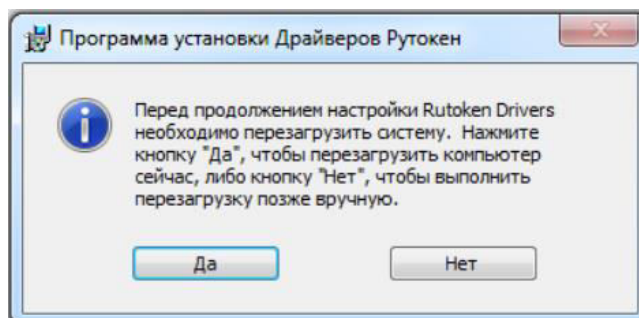 Программа установки Драйверов Рутокен
Перед продолжением настройки Rutoken Drivers
необходимо перезагрузить систему. Нажмите
кнопку "Да", чтобы перезагрузить компьютер
сейчас, либо кнопку "Нет", чтобы выполнить
перезагрузку позже вручную.
Да
Нет